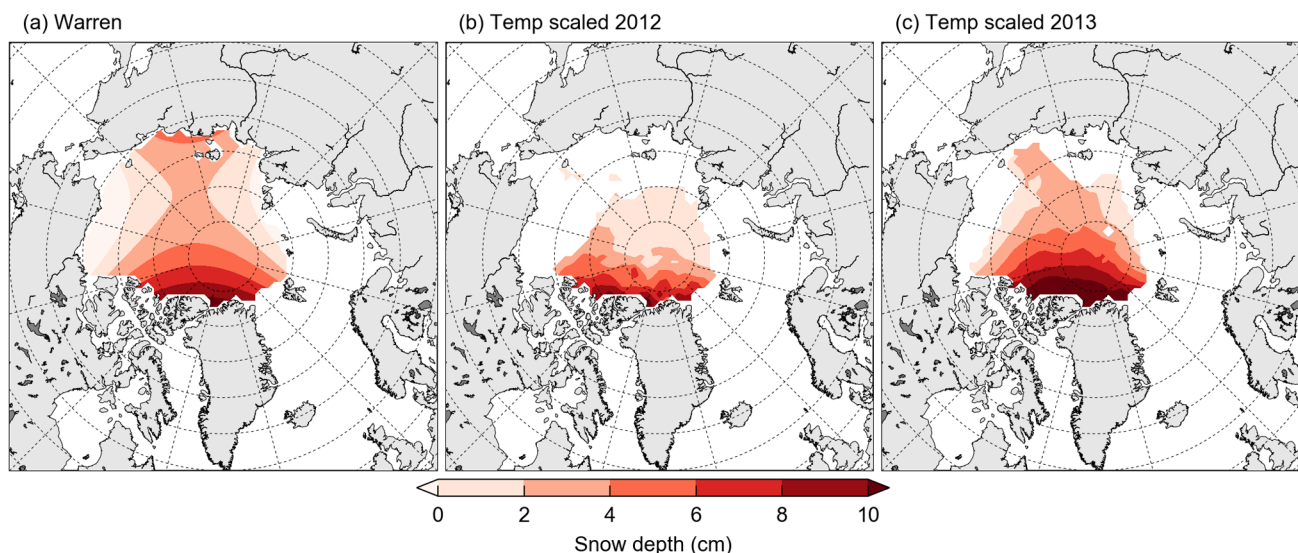 (a) Warren
(b) Temp scaled 2012
(c) Temp scaled 2013
0 2 4 6 8 10
Snow depth (cm)